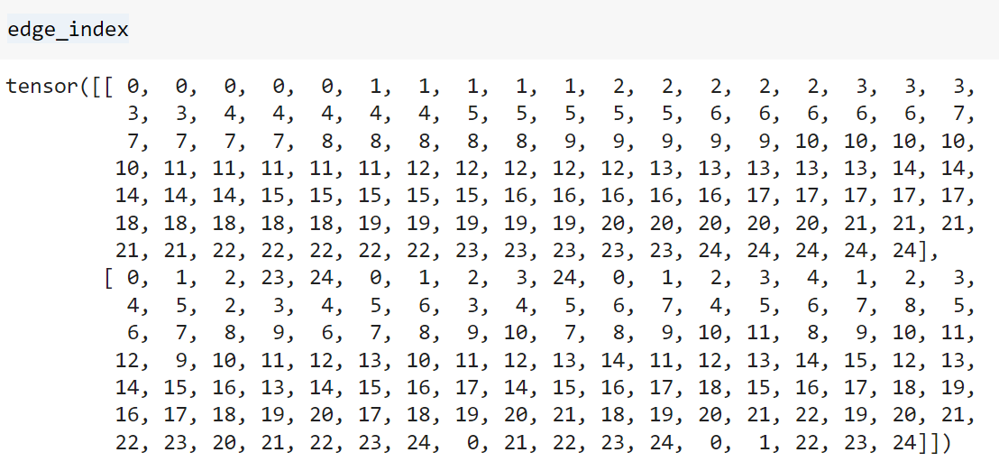 edge_index
tensor([[ 0,  0,  0,  0,  0,  1,  1,  1,  1,  1,  2,  2,  2,  2,  2,  3,  3,  3,
          3,  3,  4,  4,  4,  4,  4,  5,  5,  5,  5,  5,  6,  6,  6,  6,  6,  7,
          7,  7,  7,  7,  8,  8,  8,  8,  8,  9,  9,  9,  9,  9, 10, 10, 10, 10,
         10, 11, 11, 11, 11, 11, 12, 12, 12, 12, 12, 13, 13, 13, 13, 13, 14, 14,
         14, 14, 14, 15, 15, 15, 15, 15, 16, 16, 16, 16, 16, 17, 17, 17, 17, 17,
         18, 18, 18, 18, 18, 19, 19, 19, 19, 19, 20, 20, 20, 20, 20, 21, 21, 21,
         21, 21, 22, 22, 22, 22, 22, 23, 23, 23, 23, 23, 24, 24, 24, 24, 24],
        [ 0,  1,  2, 23, 24,  0,  1,  2,  3, 24,  0,  1,  2,  3,  4,  1,  2,  3,
          4,  5,  2,  3,  4,  5,  6,  3,  4,  5,  6,  7,  4,  5,  6,  7,  8,  5,
          6,  7,  8,  9,  6,  7,  8,  9, 10,  7,  8,  9, 10, 11,  8,  9, 10, 11,
         12,  9, 10, 11, 12, 13, 10, 11, 12, 13, 14, 11, 12, 13, 14, 15, 12, 13,
         14, 15, 16, 13, 14, 15, 16, 17, 14, 15, 16, 17, 18, 15, 16, 17, 18, 19,
         16, 17, 18, 19, 20, 17, 18, 19, 20, 21, 18, 19, 20, 21, 22, 19, 20, 21,
         22, 23, 20, 21, 22, 23, 24,  0, 21, 22, 23, 24,  0,  1, 22, 23, 24]])